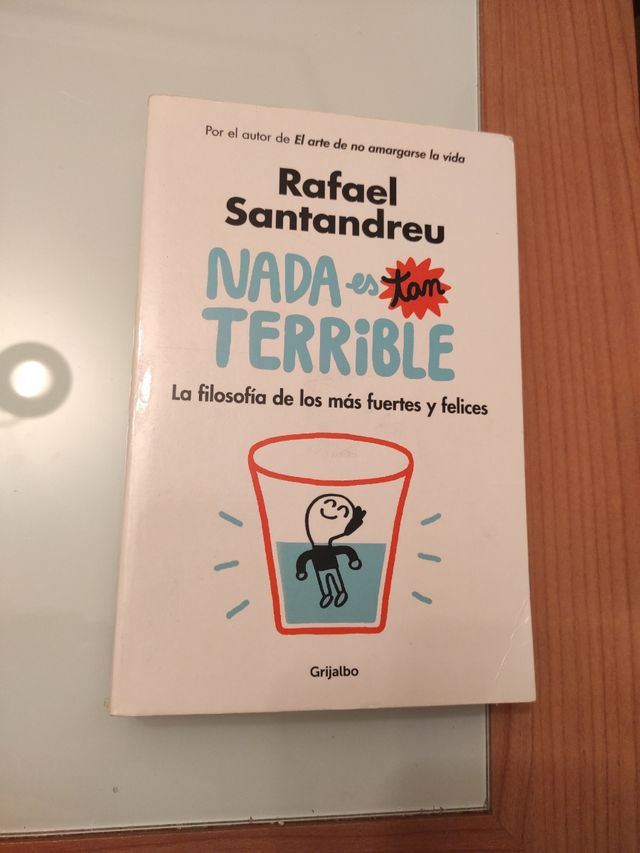 Por el autor de El arte de no amargarse la vida
Rafael
Santandreu
NADA es tan
TERRiBLE
La filosofía de los más fuertes y felices
Grijalbo